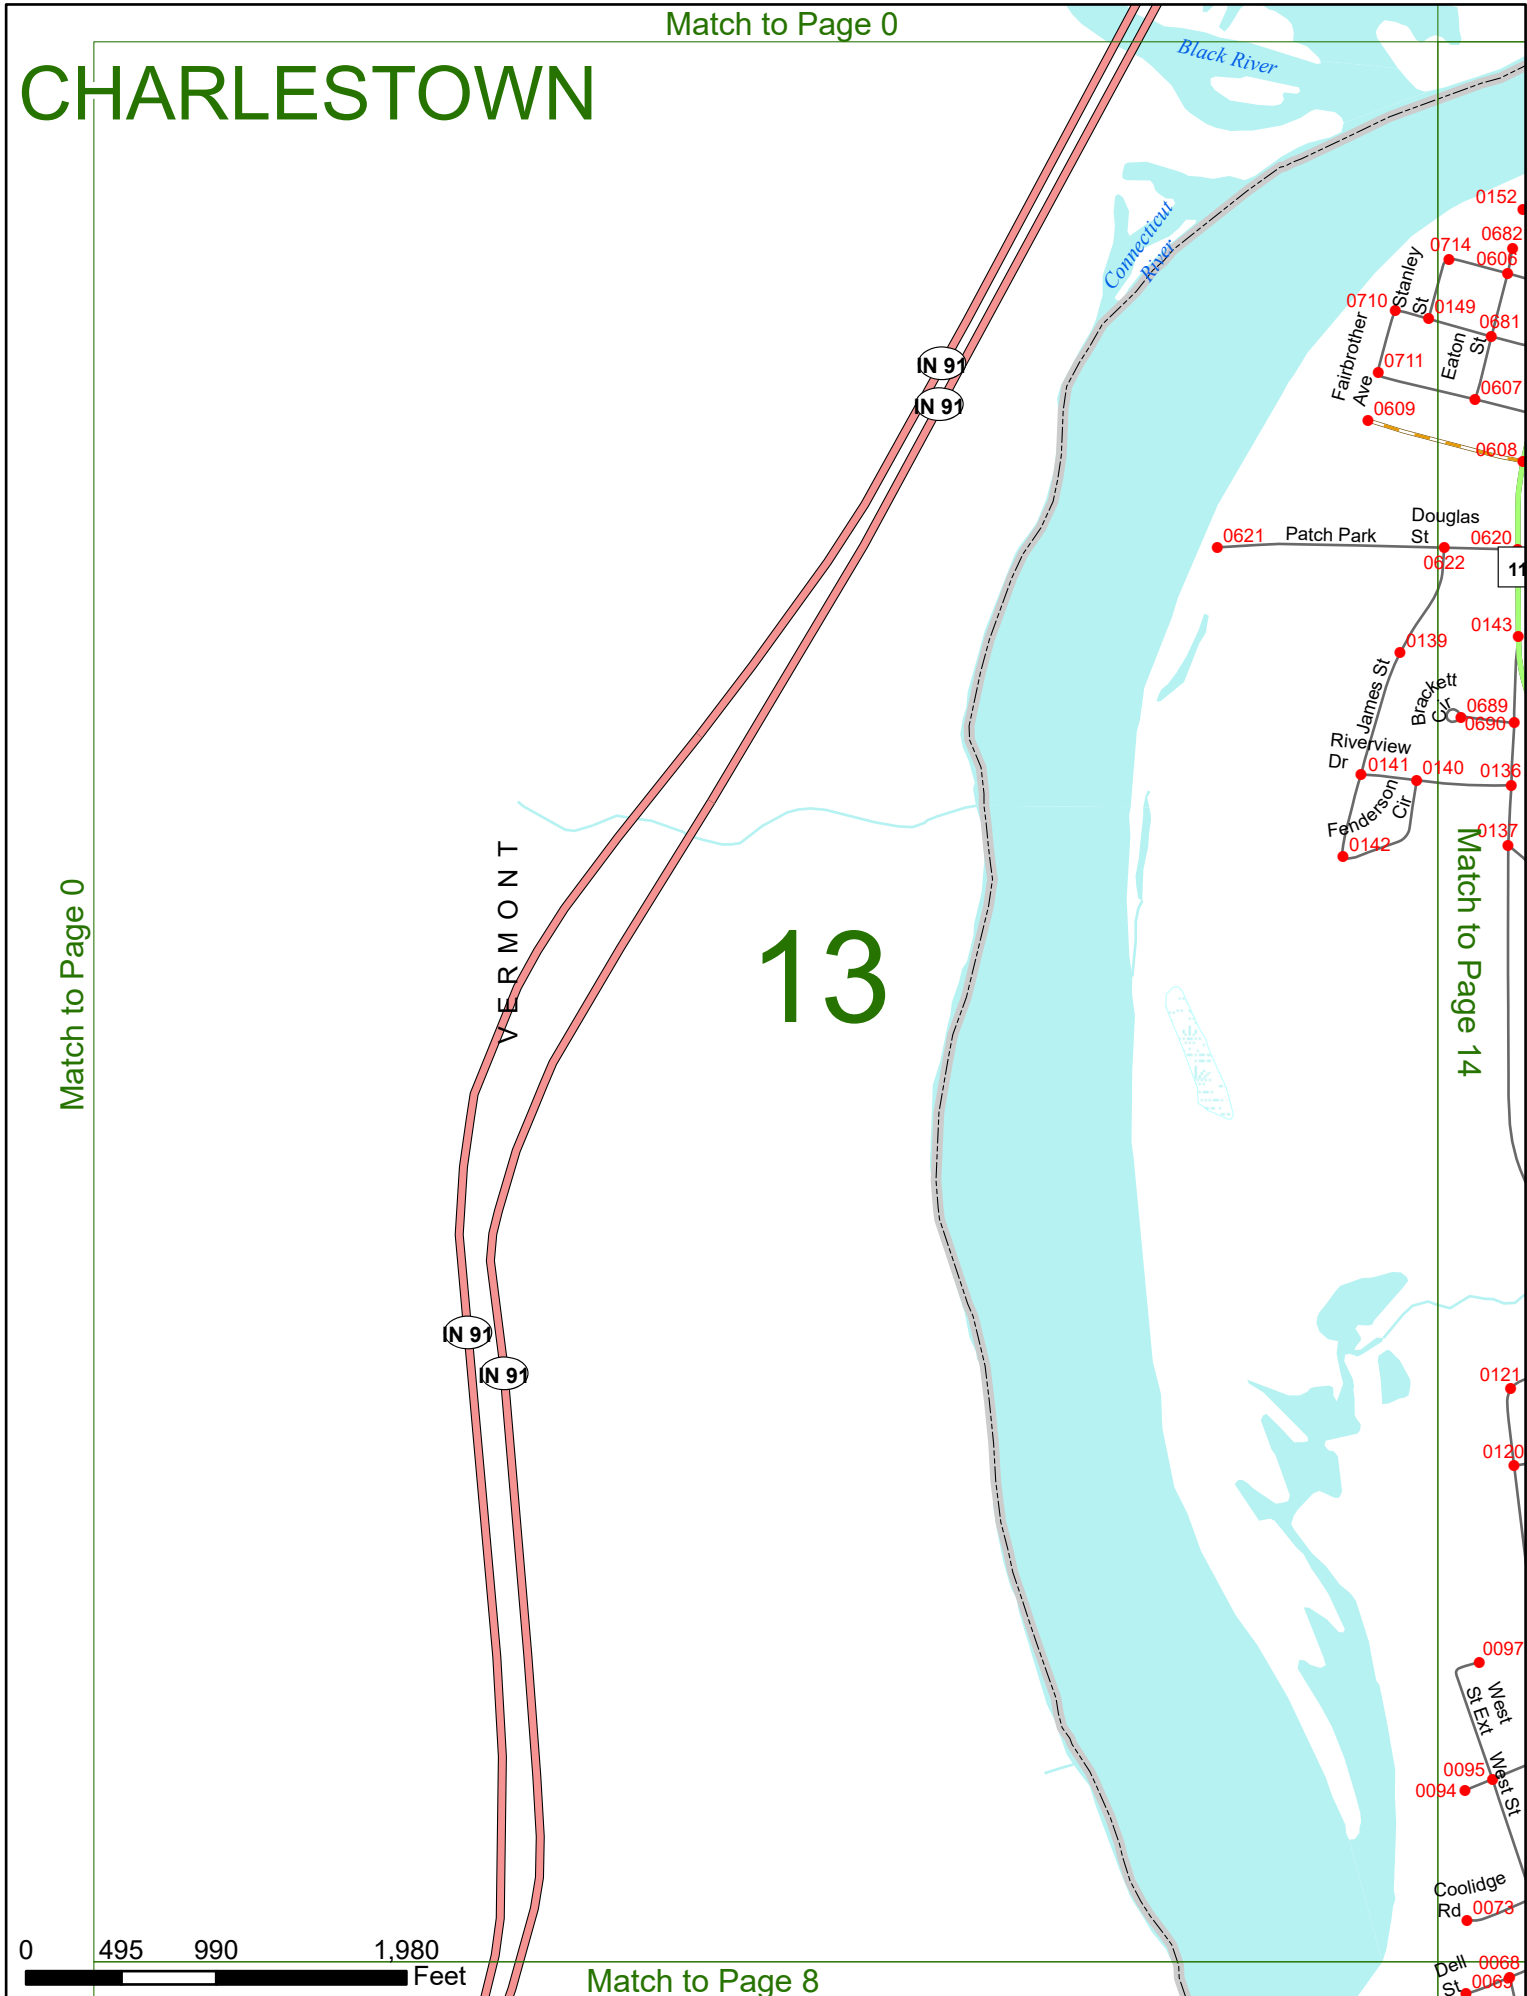 Match to Page 0
CHARLESTOWN
Black River
Connecticut
River
0152
0682
0714
0606
Stanley
St
0710
0149
0681
Fairbrother
Ave
Eaton
St
0711
0607
0609
0608
IN 91
IN 91
Douglas
St
0621
Patch Park
0620
0622
11
0143
0139
James St
Brackett
Cir
0689
0690
Riverview
Dr
0141
0140
0136
Fenderson
Cir
0142
0137
VERMONT
Match to Page 0
13
Match to Page 14
IN 91
IN 91
0121
0120
0097
West
St Ext
0095
0094
West St
Coolidge
Rd
0073
Dell
St
0068
0069
0 495 990 1,980
Feet
Match to Page 8